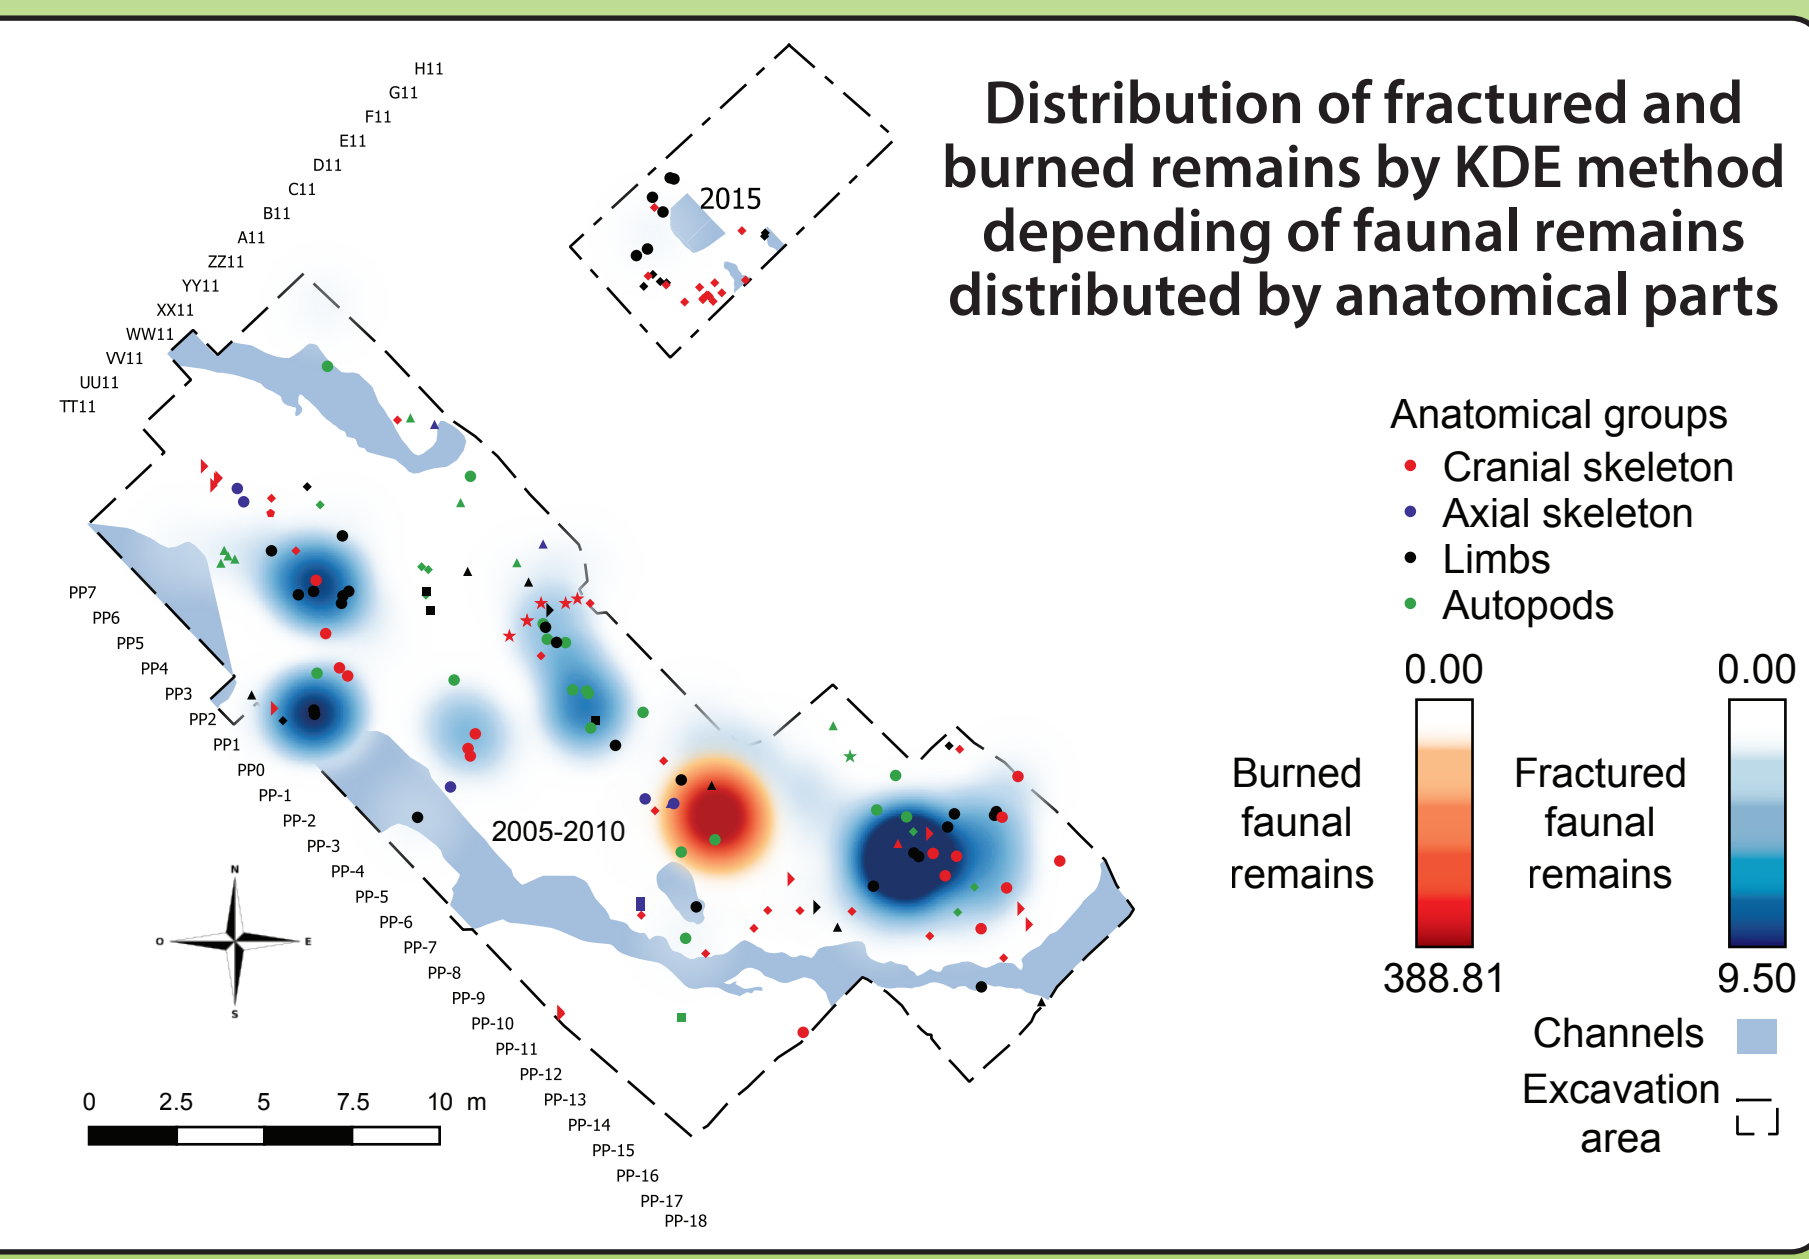 Distribution of fractured and
burned remains by KDE method
depending of faunal remains
distributed by anatomical parts
H11
G11
F11
E11
D11
C11
B11
A11
ZZ11
YY11
XX11
WW11
VV11
UU11
TT11
2015
PP7
PP6
PP5
PP4
PP3
PP2
PP1
PP0
PP-1
PP-2
PP-3
PP-4
PP-5
PP-6
PP-7
PP-8
PP-9
PP-10
PP-11
PP-12
PP-13
PP-14
PP-15
PP-16
PP-17
PP-18
2005-2010
N
O
E
S
0 2.5 5 7.5 10 m
Anatomical groups
Cranial skeleton
Axial skeleton
Limbs
Autopods
0.00
Burned
faunal
remains
388.81
0.00
Fractured
faunal
remains
9.50
Channels
Excavation
area